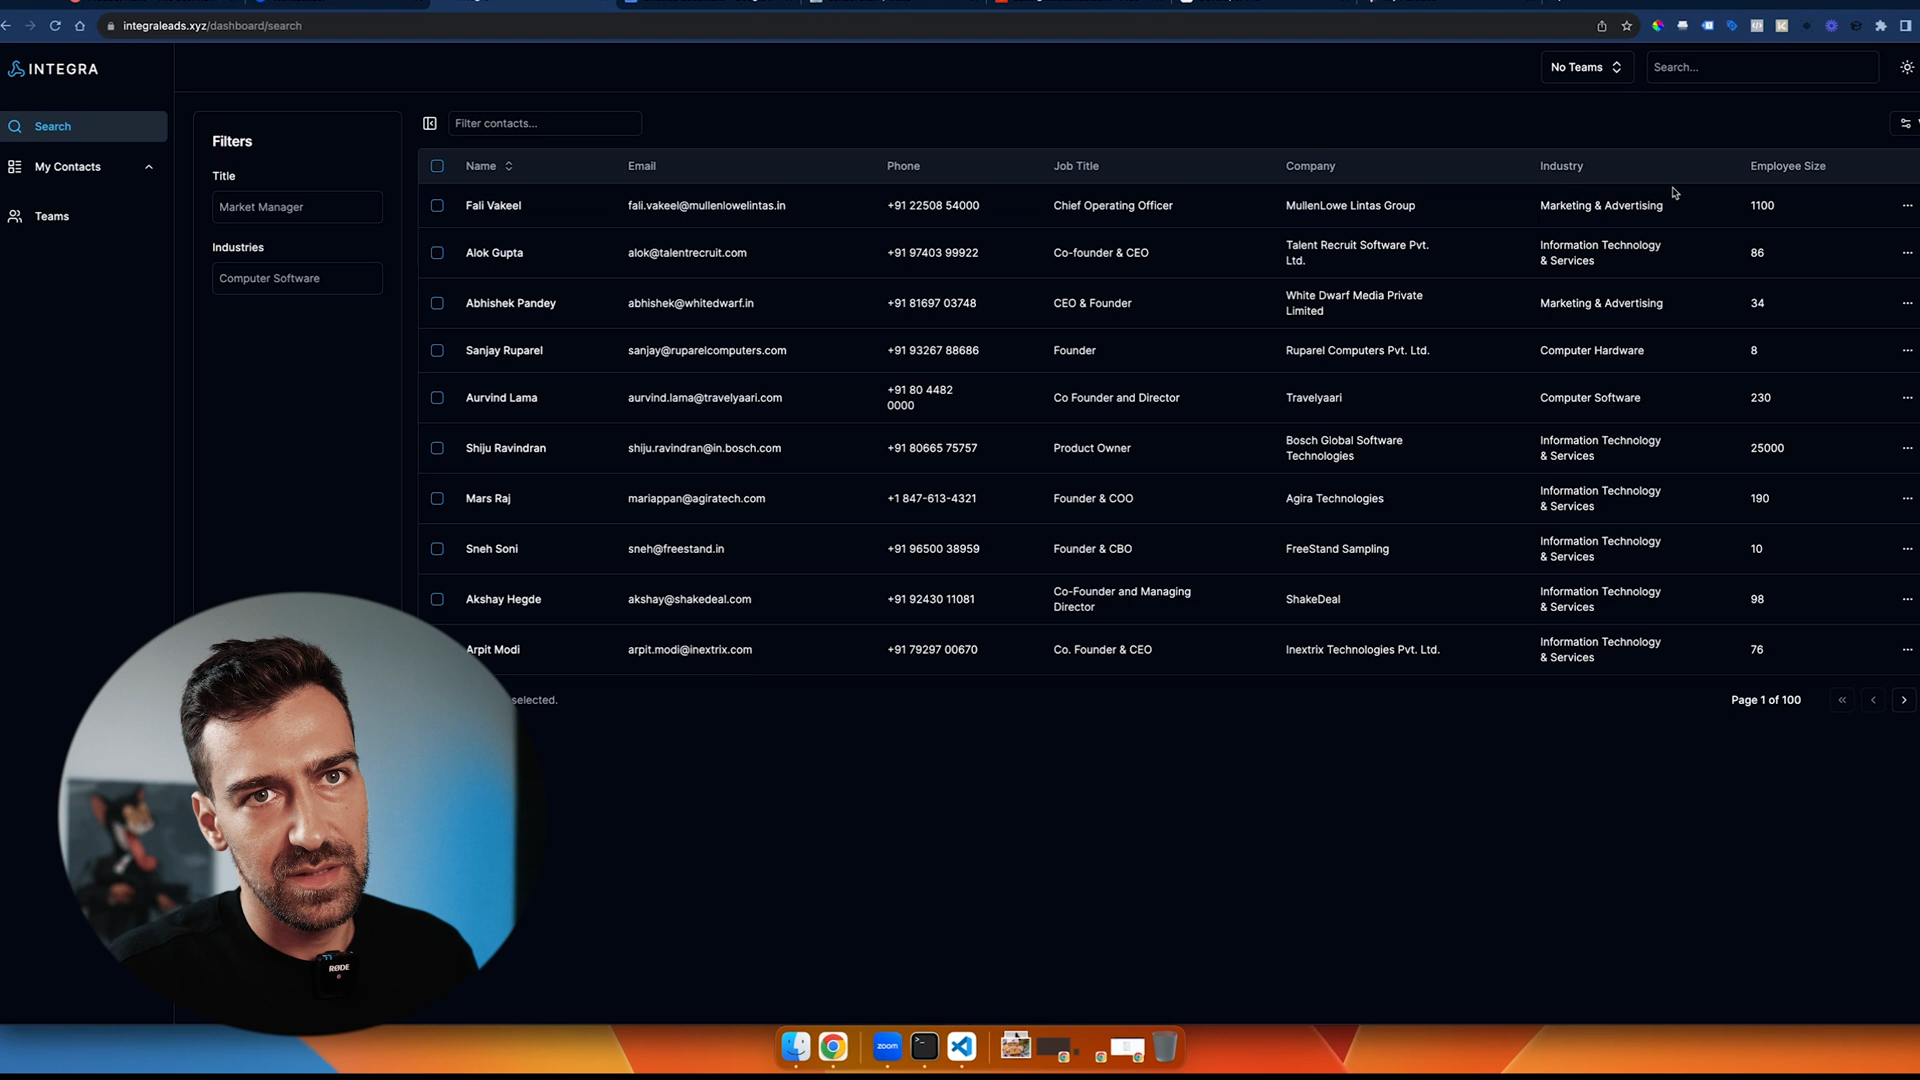 integraleads.xyz/dashboard/search
INTEGRA
No Teams
Search...
Search
My Contacts
Teams
Filters
Title
Market Manager
Industries
Computer Software
Filter contacts...
Name Email Phone Job Title Company Industry Employee Size
Fali Vakeel fali.vakeel@mullenlowelintas.in +91 22508 54000 Chief Operating Officer MullenLowe Lintas Group Marketing & Advertising 1100
Alok Gupta alok@talentrecruit.com +91 97403 99922 Co-founder & CEO Talent Recruit Software Pvt. Information Technology 86
Ltd. & Services
Abhishek Pandey abhishek@whitedwarf.in +91 81697 03748 CEO & Founder White Dwarf Media Private Marketing & Advertising 34
Limited
Sanjay Ruparel sanjay@ruparelcomputers.com +91 93267 88686 Founder Ruparel Computers Pvt. Ltd. Computer Hardware 8
Aurvind Lama aurvind.lama@travelyaari.com +91 80 4482 Co Founder and Director Travelyaari Computer Software 230
0000
Shiju Ravindran shiju.ravindran@in.bosch.com +91 80665 75757 Product Owner Bosch Global Software Information Technology 25000
Technologies & Services
Mars Raj mariappan@agiratech.com +1 847-613-4321 Founder & COO Agira Technologies Information Technology 190
& Services
Sneh Soni sneh@freestand.in +91 96500 38959 Founder & CBO FreeStand Sampling Information Technology 10
& Services
Akshay Hegde akshay@shakedeal.com +91 92430 11081 Co-Founder and Managing ShakeDeal Information Technology 98
Director & Services
Arpit Modi arpit.modi@inextrix.com +91 79297 00670 Co. Founder & CEO Inextrix Technologies Pvt. Ltd. Information Technology 76
& Services
selected.
Page 1 of 100
RØDE
zoom